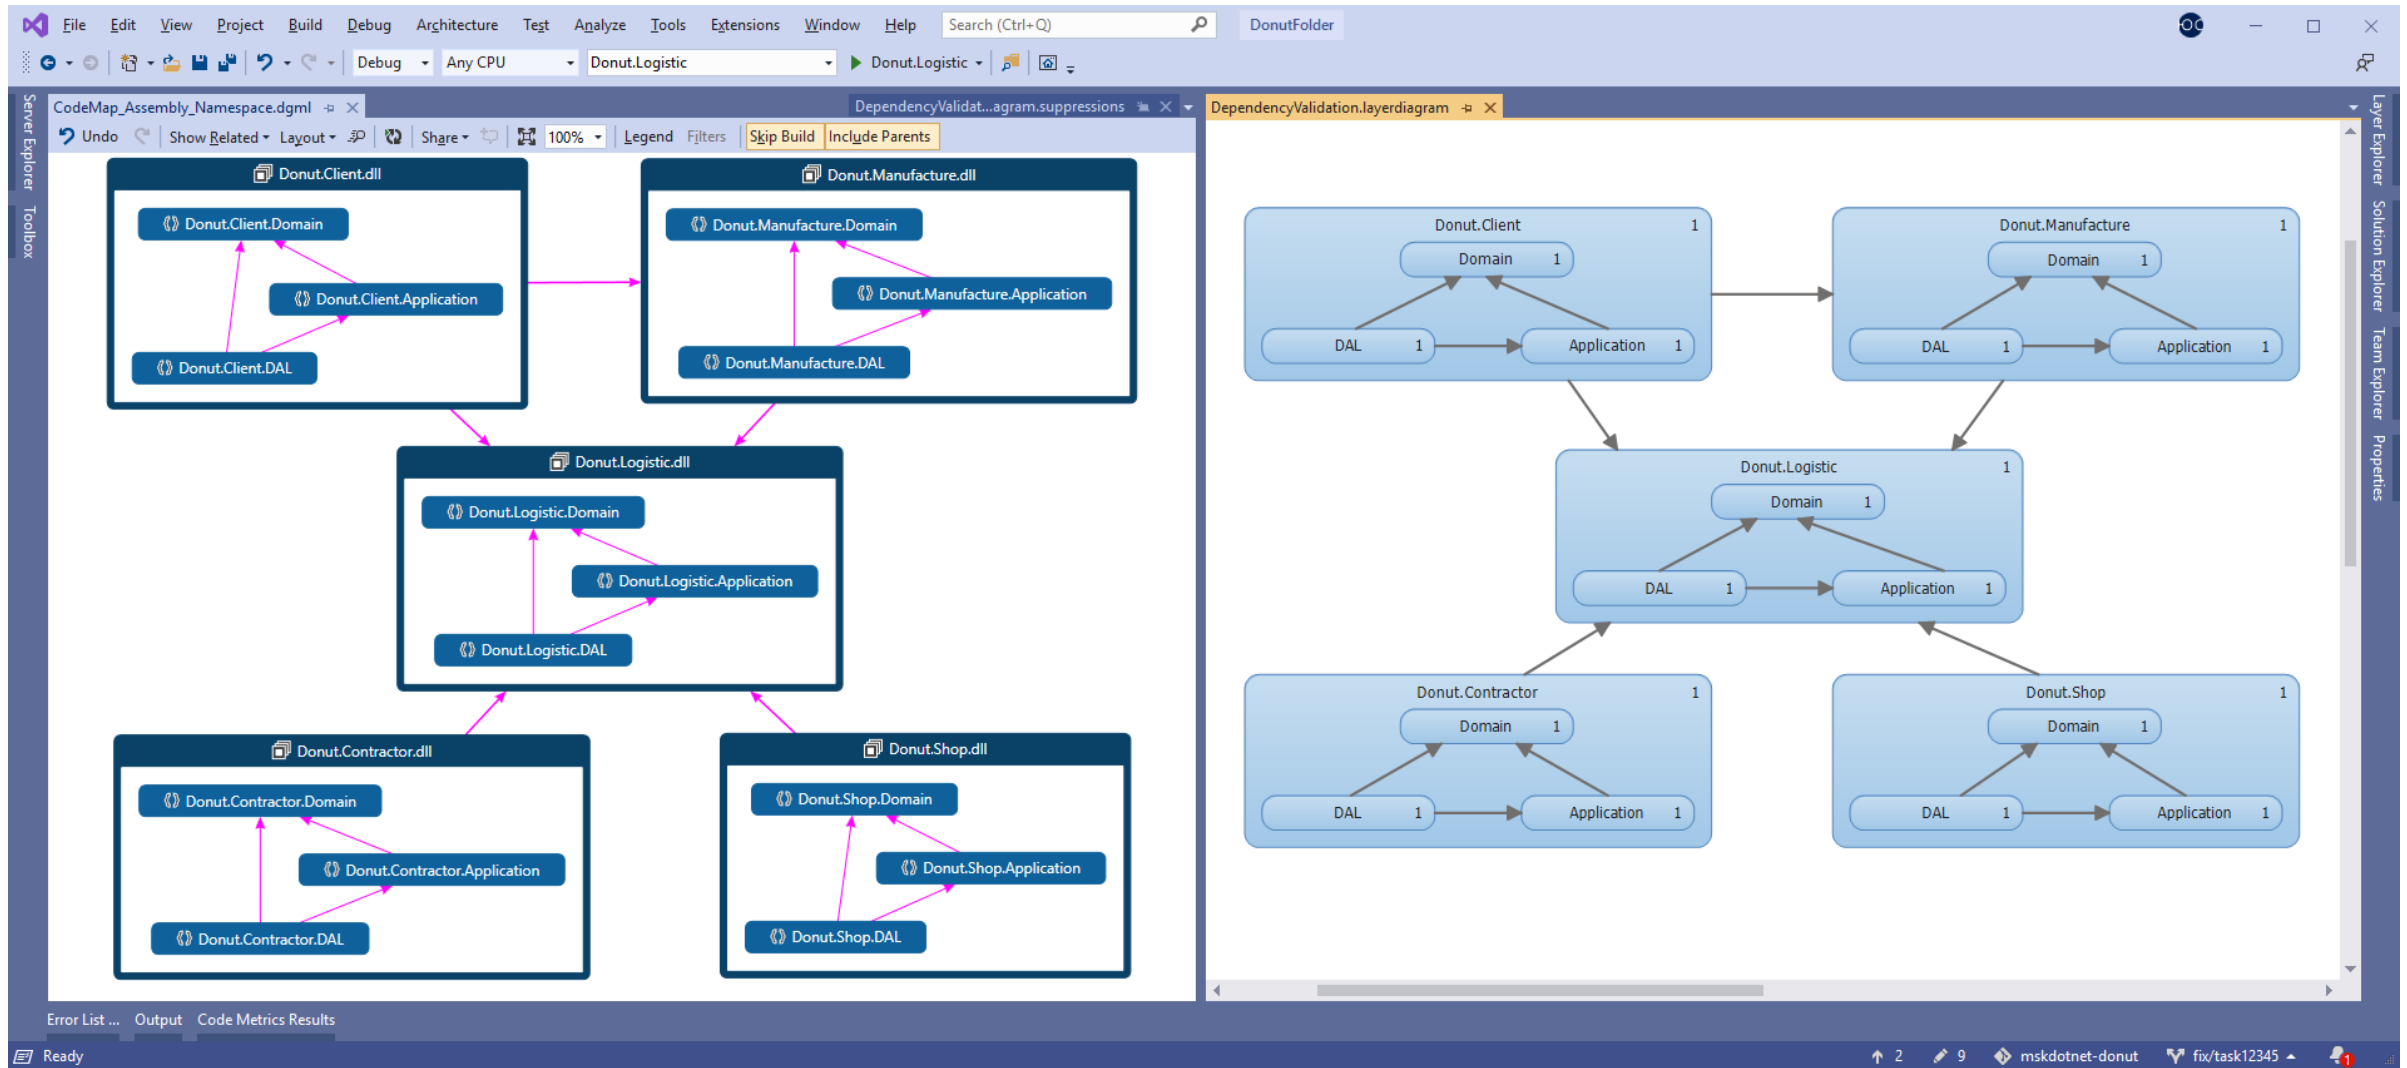 File Edit View Project Build Debug Architecture Test Analyze Tools Extensions Window Help Search (Ctrl+Q) DonutFolder
Debug Any CPU Donut.Logistic Donut.Logistic
Server Explorer
Toolbox
CodeMap_Assembly_Namespace.dgml DependencyValidat...agram.suppressions
Undo Show Related Layout Share 100% Legend Filters Skip Build Include Parents
Donut.Client.dll
Donut.Client.Domain
Donut.Client.Application
Donut.Client.DAL
Donut.Manufacture.dll
Donut.Manufacture.Domain
Donut.Manufacture.Application
Donut.Manufacture.DAL
Donut.Logistic.dll
Donut.Logistic.Domain
Donut.Logistic.Application
Donut.Logistic.DAL
Donut.Contractor.dll
Donut.Contractor.Domain
Donut.Contractor.Application
Donut.Contractor.DAL
Donut.Shop.dll
Donut.Shop.Domain
Donut.Shop.Application
Donut.Shop.DAL
DependencyValidation.layerdiagram
Donut.Client 1
Domain 1
DAL 1 Application 1
Donut.Manufacture 1
Domain 1
DAL 1 Application 1
Donut.Logistic 1
Domain 1
DAL 1 Application 1
Donut.Contractor 1
Domain 1
DAL 1 Application 1
Donut.Shop 1
Domain 1
DAL 1 Application 1
Layer Explorer
Solution Explorer
Team Explorer
Properties
Error List ... Output Code Metrics Results
Ready 2 9 mskdotnet-donut fix/task12345 1